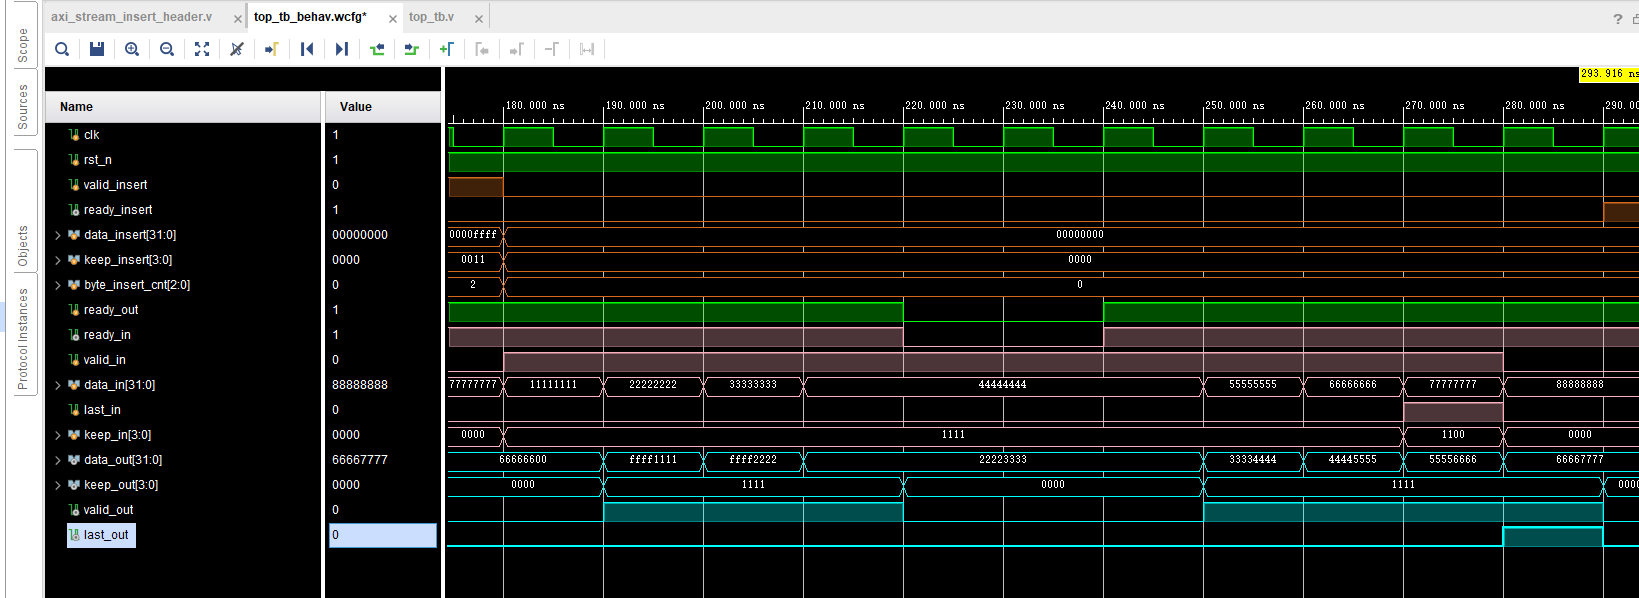 axi_stream_insert_header.v × top_tb_behav.wcfg* × top_tb.v ×
? 
Scope
Sources
Objects
Protocol Instances
293.916 ns
Name Value
180.000 ns 190.000 ns 200.000 ns 210.000 ns 220.000 ns 230.000 ns 240.000 ns 250.000 ns 260.000 ns 270.000 ns 280.000 ns 290.0
clk 1
rst_n 1
valid_insert 0
ready_insert 1
data_insert[31:0] 00000000 0000ffff 00000000
keep_insert[3:0] 0000 0011 0000
byte_insert_cnt[2:0] 0 2 0
ready_out 1
ready_in 1
valid_in 0
data_in[31:0] 88888888 77777777 11111111 22222222 33333333 44444444 55555555 66666666 77777777 88888888
last_in 0
keep_in[3:0] 0000 0000 1111 1100 0000
data_out[31:0] 66667777 66666600 ffff1111 ffff2222 22223333 33334444 44445555 55556666 66667777
keep_out[3:0] 0000 0000 1111 0000 1111 0000
valid_out 0
last_out 0